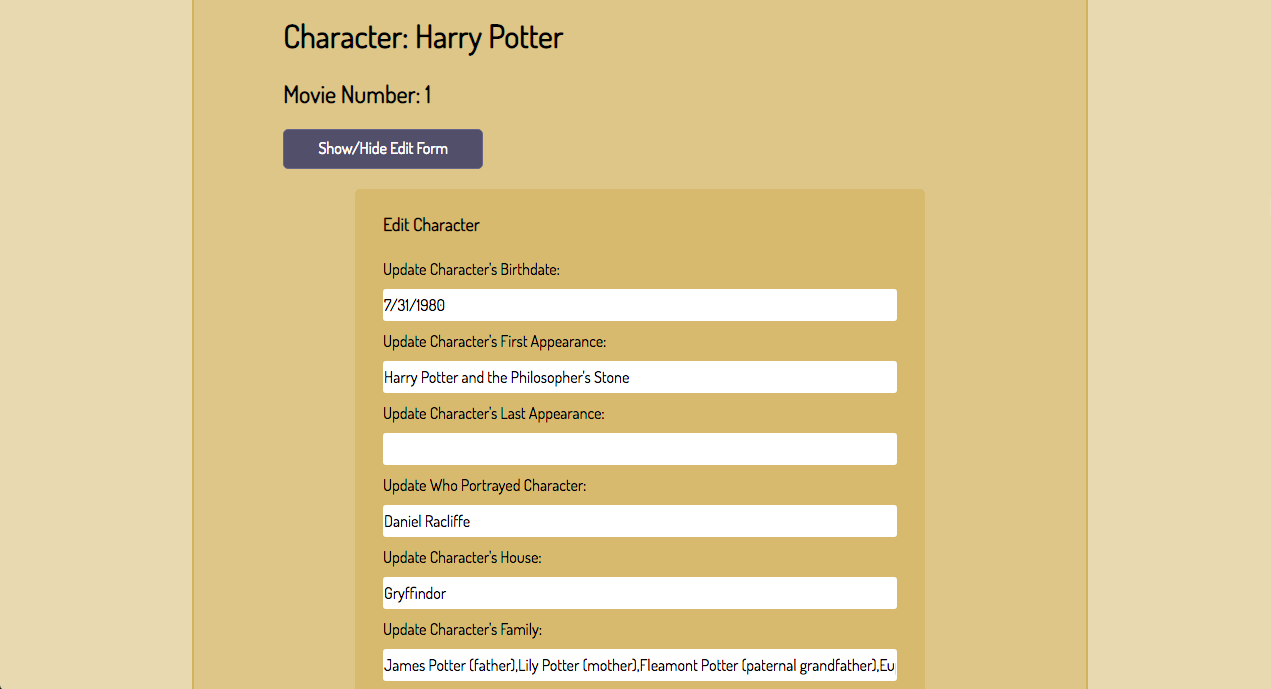 Character: Harry Potter
Movie Number: 1
Show/Hide Edit Form
Edit Character
Update Character's Birthdate:
7/31/1980
Update Character's First Appearance:
Harry Potter and the Philosopher's Stone
Update Character's Last Appearance:
Update Who Portrayed Character:
Daniel Racliffe
Update Character's House:
Gryffindor
Update Character's Family:
James Potter (father),Lily Potter (mother),Fleamont Potter (paternal grandfather),Eu